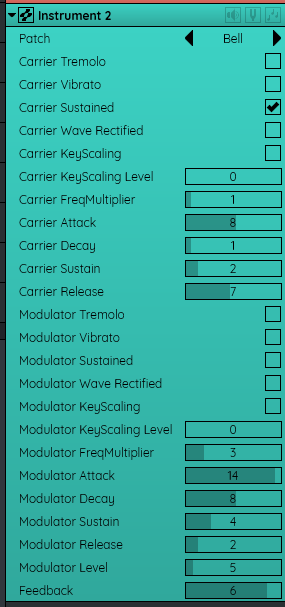 Instrument 2
Patch Bell
Carrier Tremolo
Carrier Vibrato
Carrier Sustained
Carrier Wave Rectified
Carrier KeyScaling
Carrier KeyScaling Level 0
Carrier FreqMultiplier 1
Carrier Attack 8
Carrier Decay 1
Carrier Sustain 2
Carrier Release 7
Modulator Tremolo
Modulator Vibrato
Modulator Sustained
Modulator Wave Rectified
Modulator KeyScaling
Modulator KeyScaling Level 0
Modulator FreqMultiplier 3
Modulator Attack 14
Modulator Decay 8
Modulator Sustain 4
Modulator Release 2
Modulator Level 5
Feedback 6